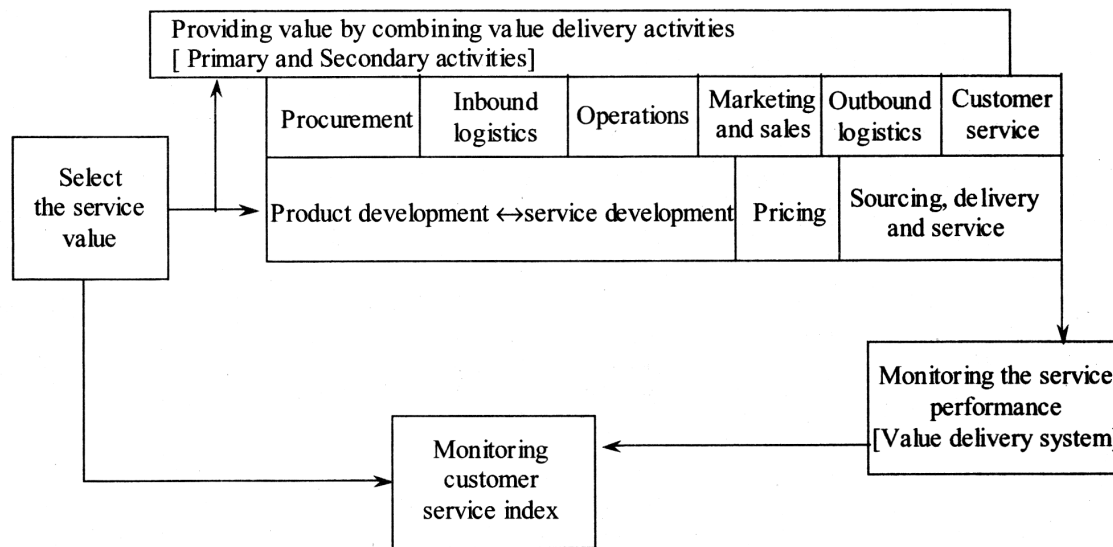 Providing value by combining value delivery activities
[ Primary and Secondary activities]
Procurement
Inbound
logistics
Operations
Marketing
and sales
Outbound
logistics
Customer
service
Select
the service
value
Product development ↔service development
Pricing
Sourcing, delivery
and service
Monitoring the service
performance
[Value delivery system]
Monitoring
customer
service index